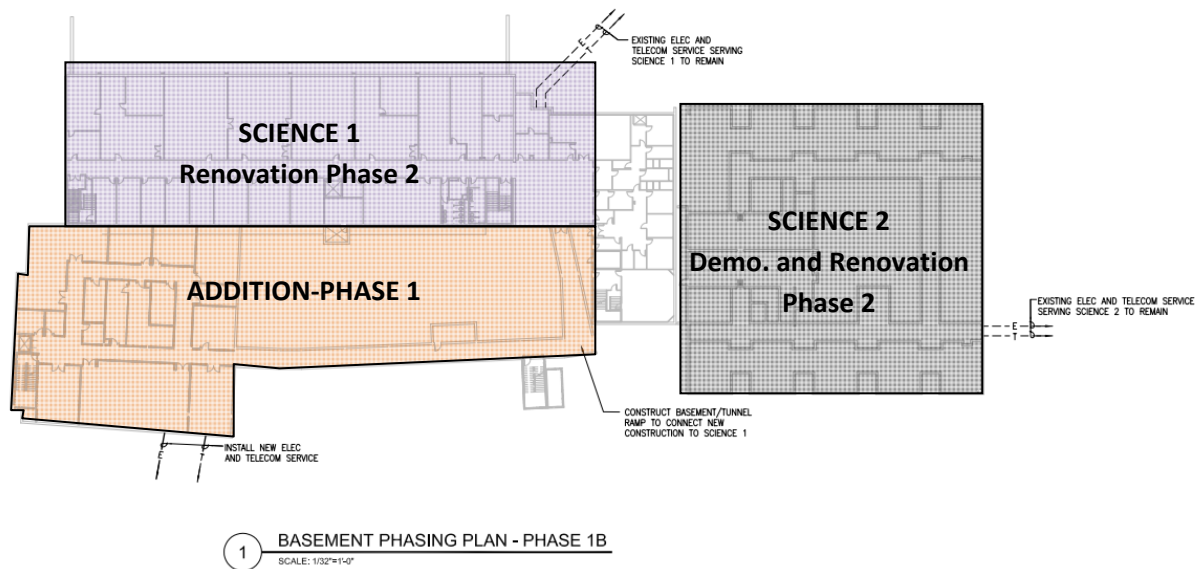 EXISTING ELEC AND
TELECOM SERVICE SERVING
SCIENCE 1 TO REMAIN
E
T
SCIENCE 1
Renovation Phase 2
SCIENCE 2
Demo. and Renovation
Phase 2
ADDITION-PHASE 1
EXISTING ELEC AND TELECOM SERVICE
SERVING SCIENCE 2 TO REMAIN
E
T
CONSTRUCT BASEMENT/TUNNEL
RAMP TO CONNECT NEW
CONSTRUCTION TO SCIENCE 1
INSTALL NEW ELEC
AND TELECOM SERVICE
E
T
1
BASEMENT PHASING PLAN - PHASE 1B
SCALE: 1/32"=1'-0"